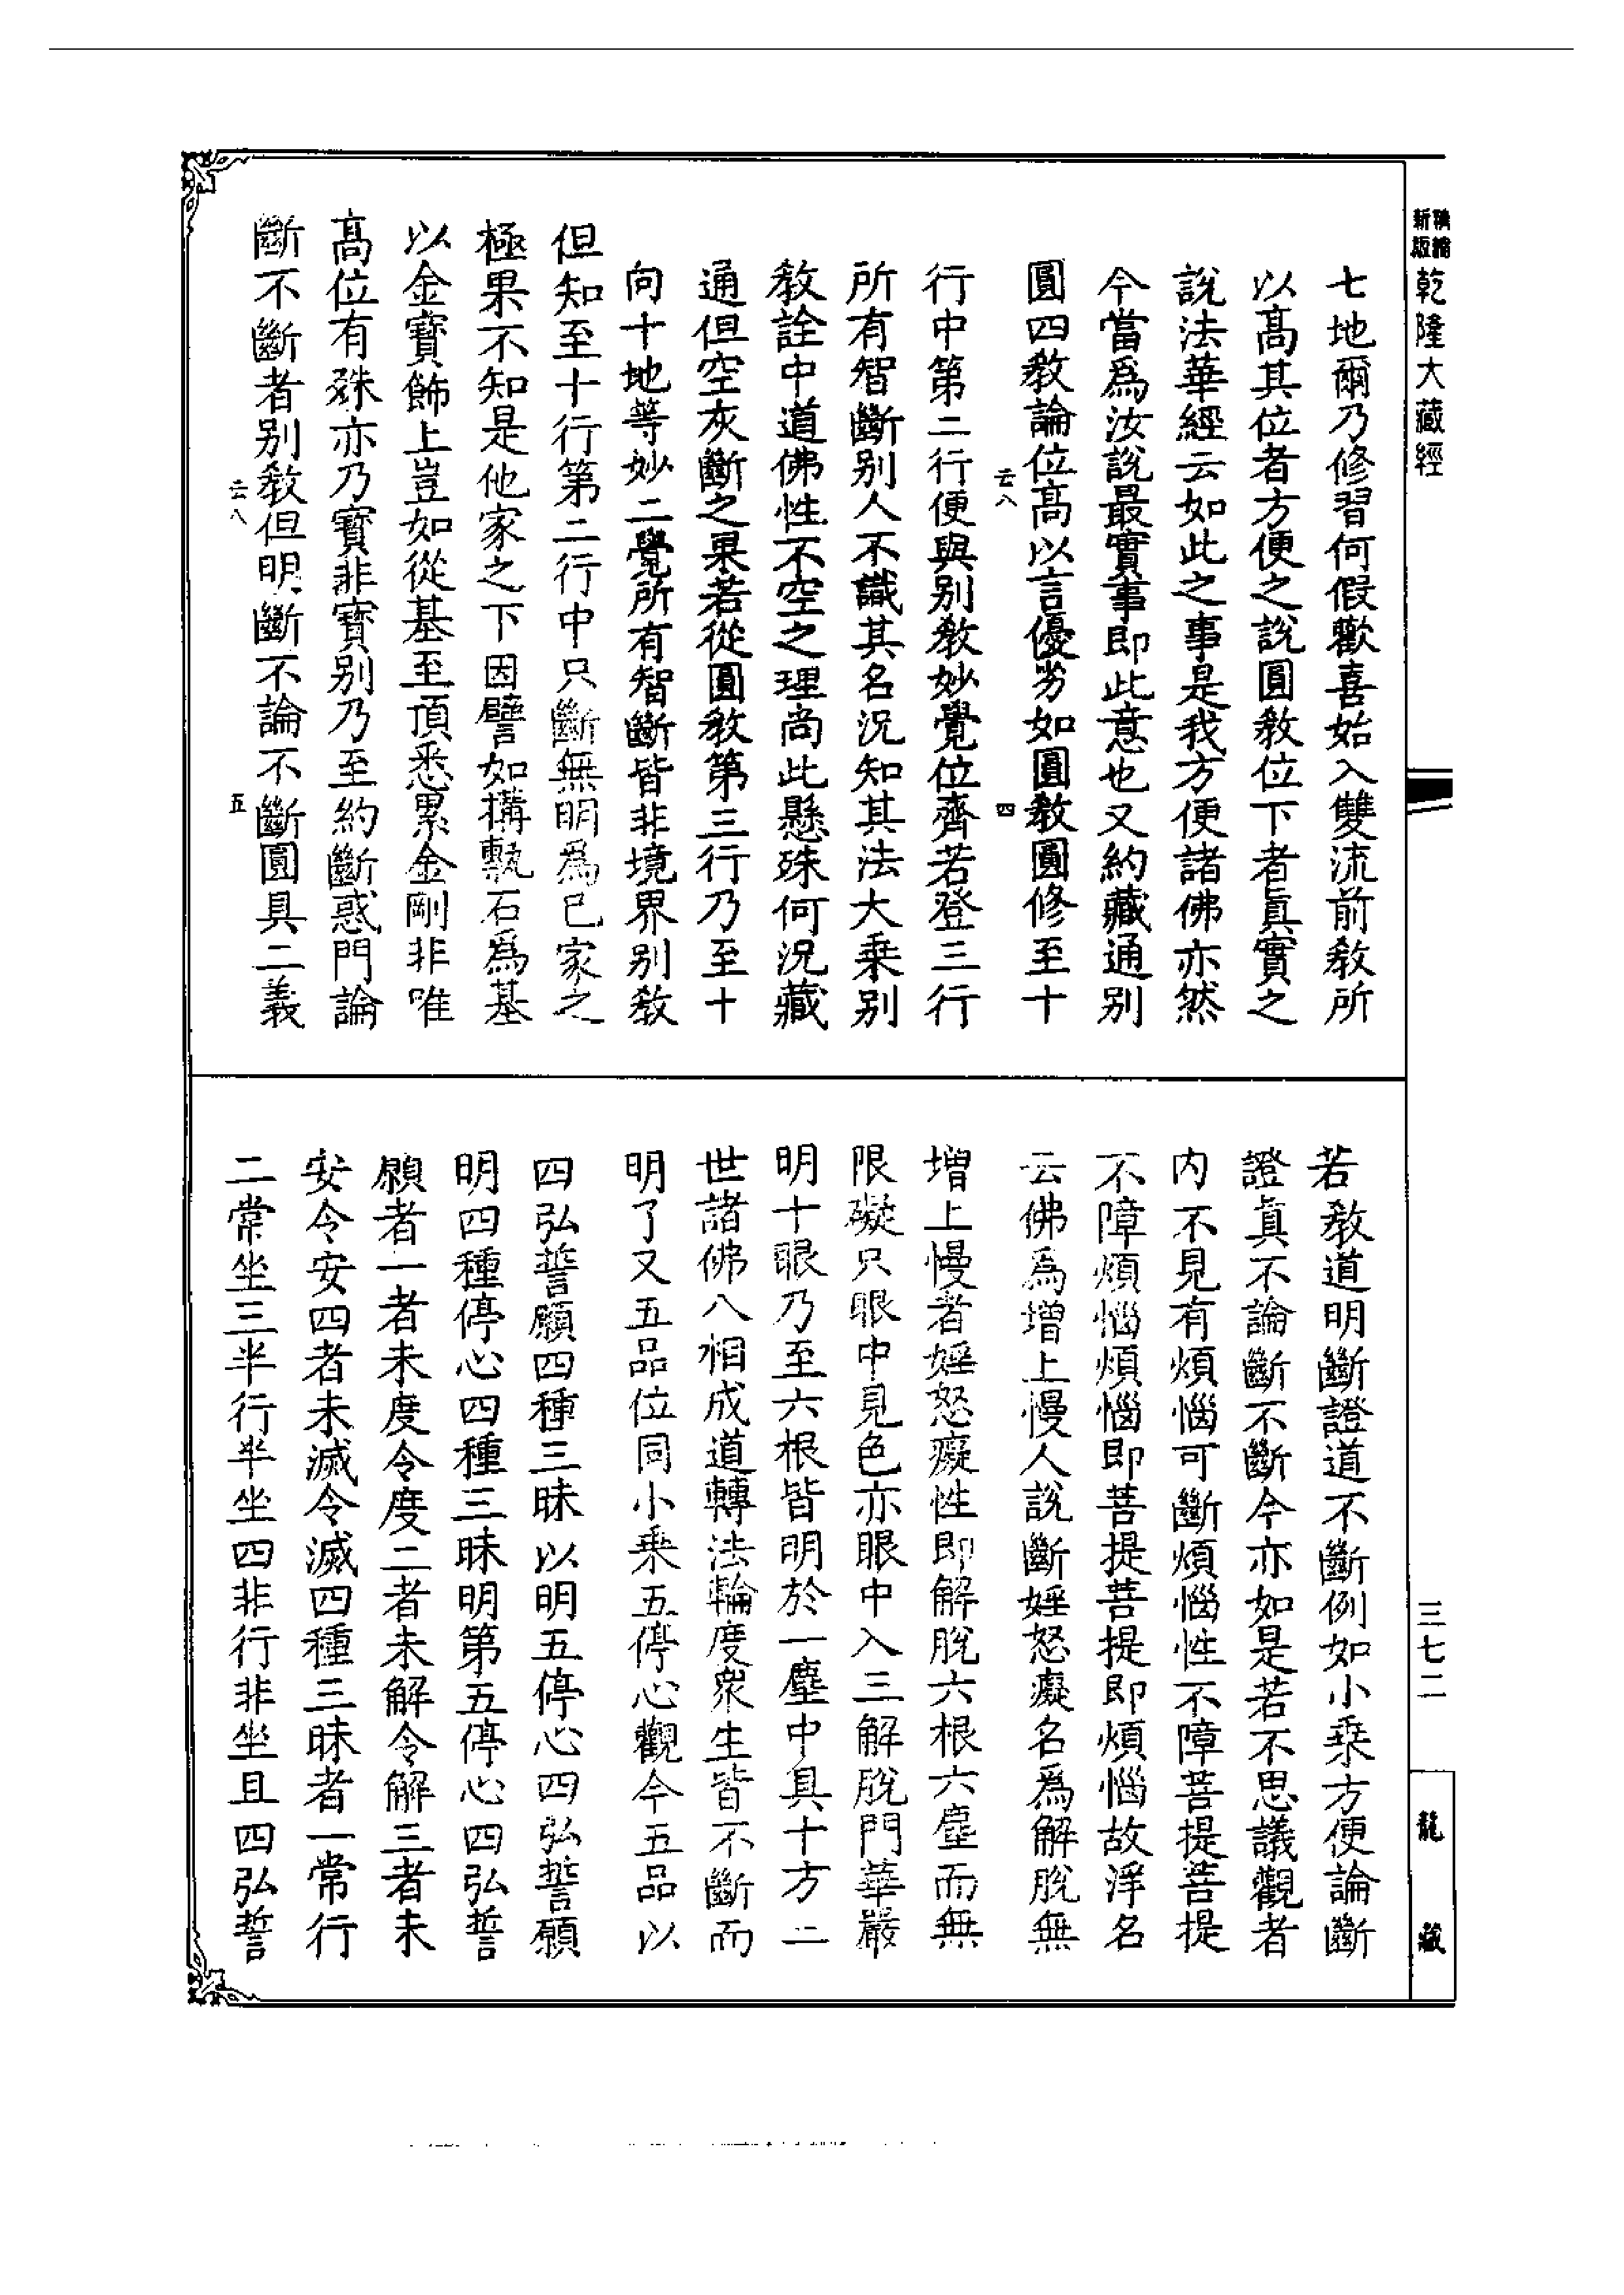 精縮新版乾隆大藏經
七地爾乃修習何假歡喜始入雙流前教所
以高其位者方便之說圓教位下者真實之
說法華經云如此之事是我方便諸佛亦然
今當為汝說最實事即此意也又約藏通別
圓四教論位高以言優劣如圓教圓修至十
云八 四
行中第二行便與別教妙覺位齊若登三行
所有智斷別人不識其名況知其法大乘別
教詮中道佛性不空之理尚此懸殊何況藏
通但空灰斷之果若從圓教第三行乃至十
向十地等妙二覺所有智斷皆非境界別教
但知至十行第二行中只斷無明為已家之
極果不知是他家之下因譬如構甎石為基
以金寶飾上豈如從基至頂悉累金剛非唯
高位有殊亦乃寶非寶別乃至約斷惑門論
斷不斷者別教但明斷不論不斷圓具二義
云八 五
若教道明斷證道不斷例如小乘方便論斷
證真不論斷不斷今亦如是若不思議觀者
內不見有煩惱可斷煩惱性不障菩提菩提
不障煩惱煩惱即菩提菩提即煩惱故淨名
云佛為增上慢人說斷婬怒癡名為解脫無
增上慢者婬怒癡性即解脫六根六塵而無
限礙只眼中見色亦眼中入三解脫門華嚴
明十眼乃至六根皆明於一塵中具十方三
世諸佛八相成道轉法輪度眾生皆不斷而
明了又五品位同小乘五停心觀今五品以
四弘誓願四種三昧以明五停心四弘誓願
明四種停心四種三昧明第五停心四弘誓
願者一者未度令度二者未解令解三者未
安令安四者未滅令滅四種三昧者一常行
二常坐三半行半坐四非行非坐且四弘誓
三七二
龍藏